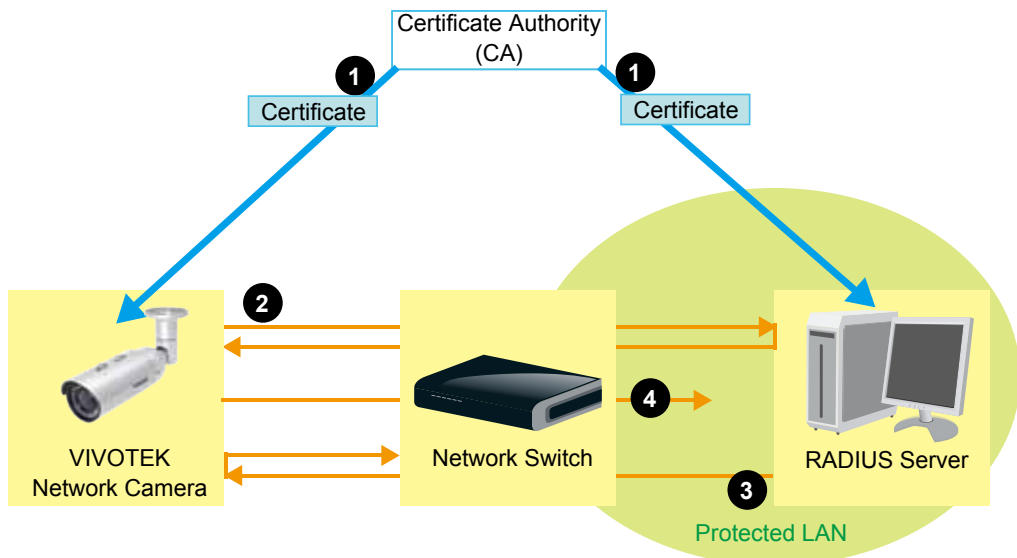 Certificate Authority
(CA)
1
1
Certificate
Certificate
2
4
VIVOTEK
Network Camera
Network Switch
RADIUS Server
3
Protected LAN